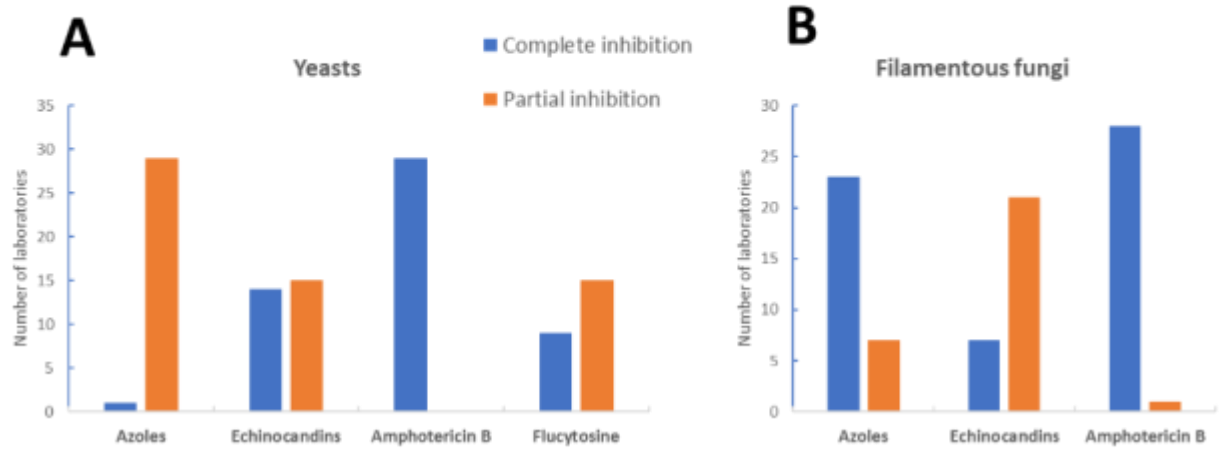 A
Yeasts
Complete inhibition
Partial inhibition
Number of laboratories
35
30
25
20
15
10
5
0
Azoles Echinocandins Amphotericin B Flucytosine
B
Filamentous fungi
Number of laboratories
30
25
20
15
10
5
0
Azoles Echinocandins Amphotericin B